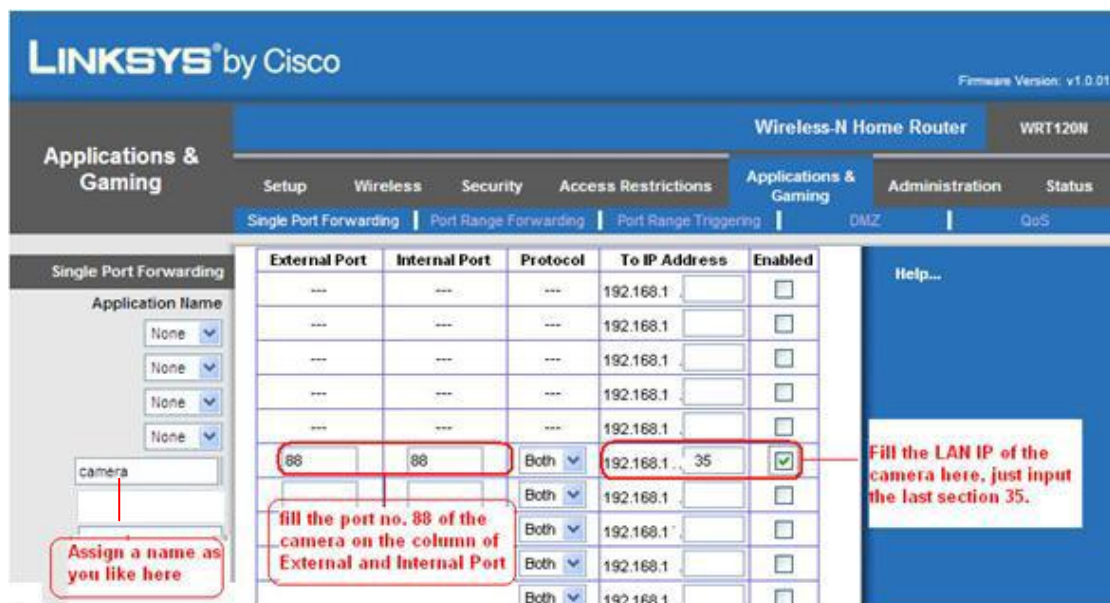 LINKSYS® by Cisco
Firmware Version: v1.0.01
Applications & Gaming
Wireless-N Home Router WRT120N
Setup Wireless Security Access Restrictions Applications & Gaming Administration Status
Single Port Forwarding Port Range Forwarding Port Range Triggering DMZ QoS
Single Port Forwarding
Application Name
None
None
None
None
camera
Assign a name as
you like here
External Port Internal Port Protocol To IP Address Enabled
--- --- --- 192.168.1 .
--- --- --- 192.168.1 .
--- --- --- 192.168.1 .
--- --- --- 192.168.1 .
--- --- --- 192.168.1 .
88 88 Both 192.168.1 . 35
Both 192.168.1 .
Both 192.168.1 .
Both 192.168.1 .
Both 192.168.1
fill the port no. 88 of the
camera on the column of
External and Internal Port
Help...
Fill the LAN IP of the
camera here, just input
the last section 35.